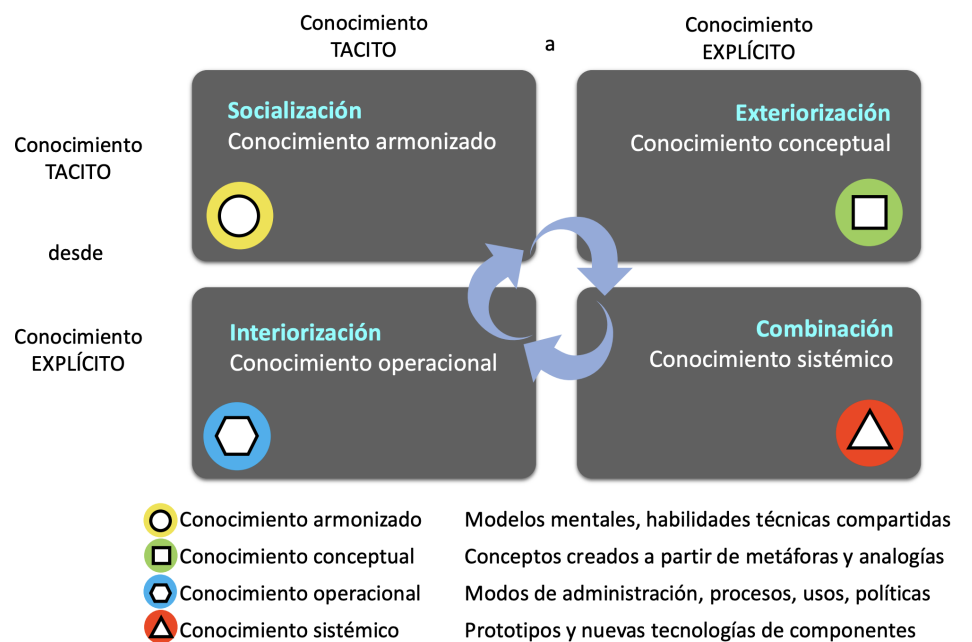 Conocimiento
TACITO
a
Conocimiento
EXPLÍCITO
Conocimiento
TACITO
Socialización
Conocimiento armonizado
Exteriorización
Conocimiento conceptual
desde
Conocimiento
EXPLÍCITO
Interiorización
Conocimiento operacional
Combinación
Conocimiento sistémico
Conocimiento armonizado Modelos mentales, habilidades técnicas compartidas
Conocimiento conceptual Conceptos creados a partir de metáforas y analogías
Conocimiento operacional Modos de administración, procesos, usos, políticas
Conocimiento sistémico Prototipos y nuevas tecnologías de componentes